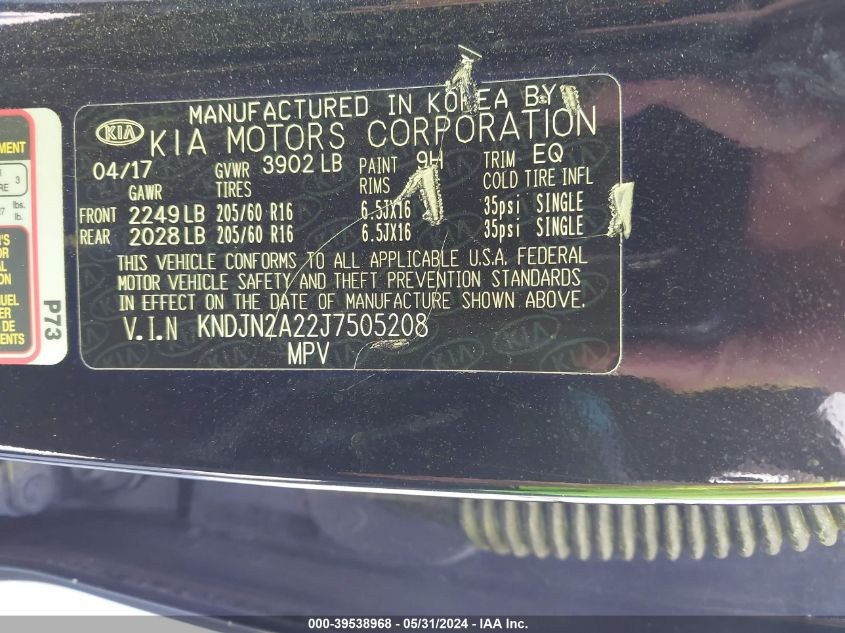 MANUFACTURED IN KOREA BY
KIA KIA MOTORS CORPORATION
04/17 GVWR 3902 LB PAINT 9H TRIM EQ
GAWR TIRES RIMS COLD TIRE INFL
FRONT 2249 LB 205/60 R16 6.5JX16 35psi SINGLE
REAR 2028 LB 205/60 R16 6.5JX16 35psi SINGLE
THIS VEHICLE CONFORMS TO ALL APPLICABLE U.S.A. FEDERAL
MOTOR VEHICLE SAFETY AND THEFT PREVENTION STANDARDS
IN EFFECT ON THE DATE OF MANUFACTURE SHOWN ABOVE.
V.I.N KNDJN2A22J7505208
MPV
P73
000-39538968 - 05/31/2024 - IAA Inc.